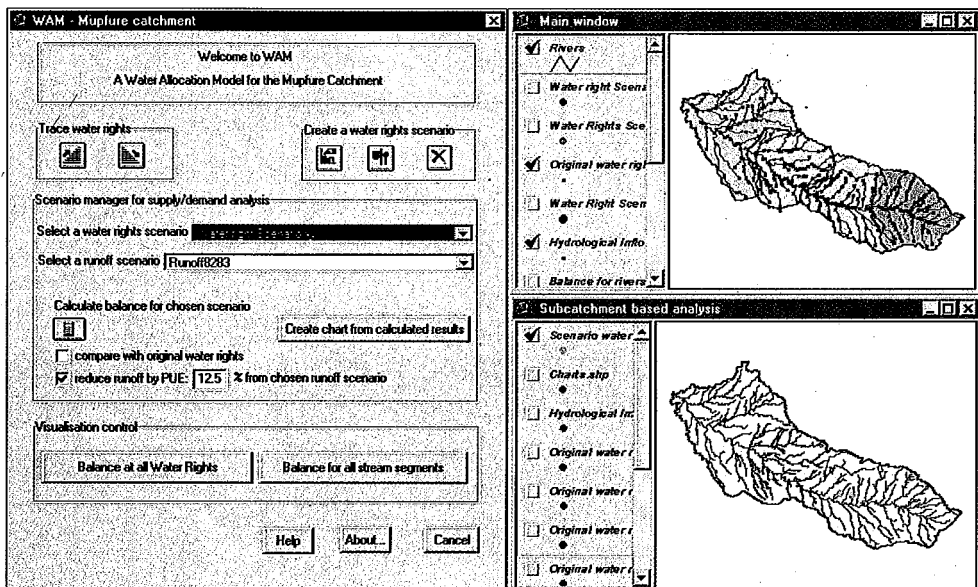 WAM - Mupfure catchment
Welcome to WAM
A Water Allocation Model for the Mupfure Catchment
Trace water rights
Create a water rights scenario
Scenario manager for supply/demand analysis
Select a water rights scenario
Select a runoff scenario Runoff8283
Calculate balance for chosen scenario
Create chart from calculated results
compare with original water rights
reduce runoff by PUE: 12.5 % from chosen runoff scenario
Visualisation control
Balance at all Water Rights
Balance for all stream segments
Help
About...
Cancel
Main window
Rivers
Water right Scena
Water Rights Sce
Original water righ
Water Right Scen
Hydrological Inflo
Balance for rivers
Subcatchment based analysis
Scenario water
Charts.shp
Hydrological Im
Original water r
Original water r
Original water r
Original water r